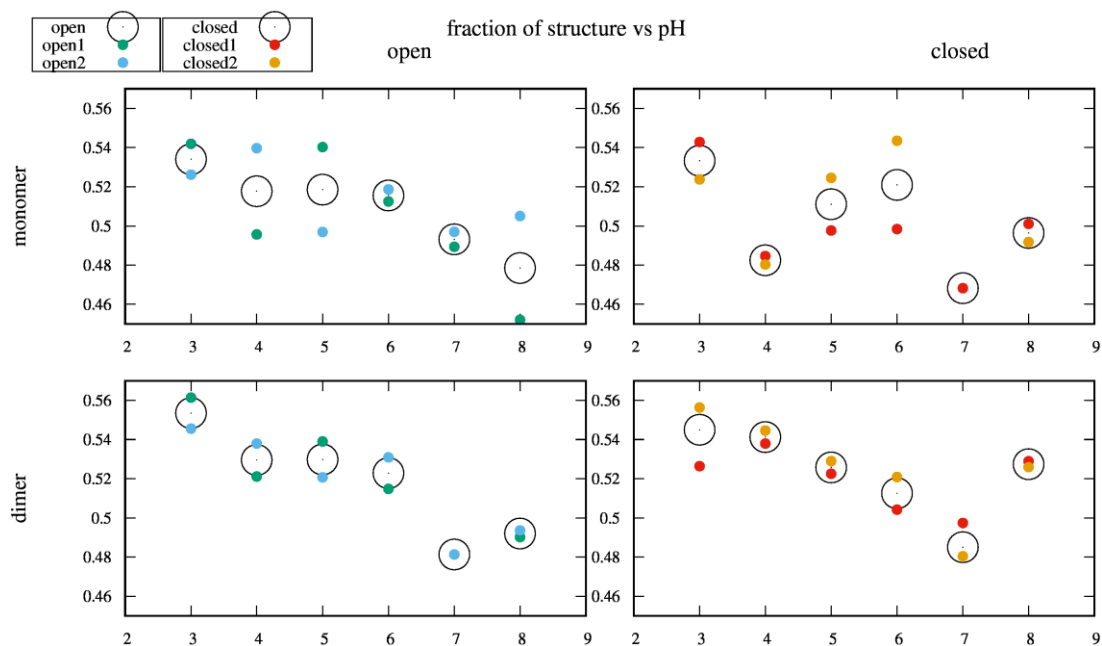 fraction of structure vs pH
open closed
open1 closed1
open2 closed2
open closed
monomer
0.56 0.56
0.54 0.54
0.52 0.52
0.5 0.5
0.48 0.48
0.46 0.46
2 3 4 5 6 7 8 9 2 3 4 5 6 7 8 9
dimer
0.56 0.56
0.54 0.54
0.52 0.52
0.5 0.5
0.48 0.48
0.46 0.46
2 3 4 5 6 7 8 9 2 3 4 5 6 7 8 9